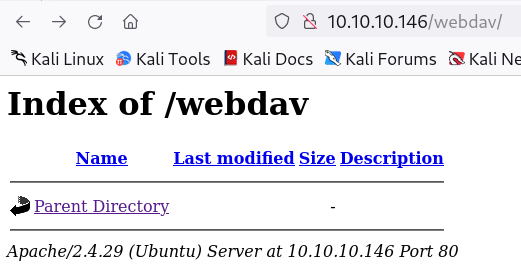 10.10.10.146/webdav/
Kali Linux Kali Tools Kali Docs Kali Forums Kali Ne
Index of /webdav
Name Last modified Size Description
Parent Directory -
Apache/2.4.29 (Ubuntu) Server at 10.10.10.146 Port 80